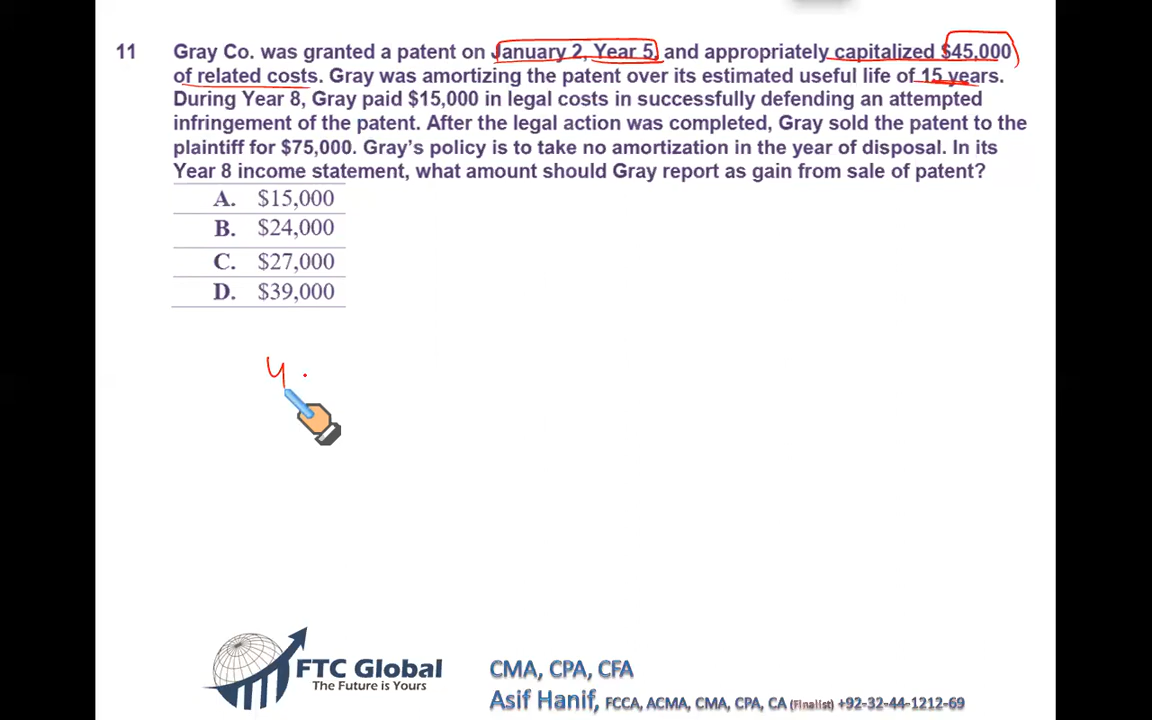 11 Gray Co. was granted a patent on January 2, Year 5, and appropriately capitalized $45,000
of related costs. Gray was amortizing the patent over its estimated useful life of 15 years.
During Year 8, Gray paid $15,000 in legal costs in successfully defending an attempted
infringement of the patent. After the legal action was completed, Gray sold the patent to the
plaintiff for $75,000. Gray's policy is to take no amortization in the year of disposal. In its
Year 8 income statement, what amount should Gray report as gain from sale of patent?
A. $15,000
B. $24,000
C. $27,000
D. $39,000
FTC Global
The Future is Yours
CMA, CPA, CFA
Asif Hanif, FCCA, ACMA, CMA, CPA, CA (Finalist) +92-32-44-1212-69